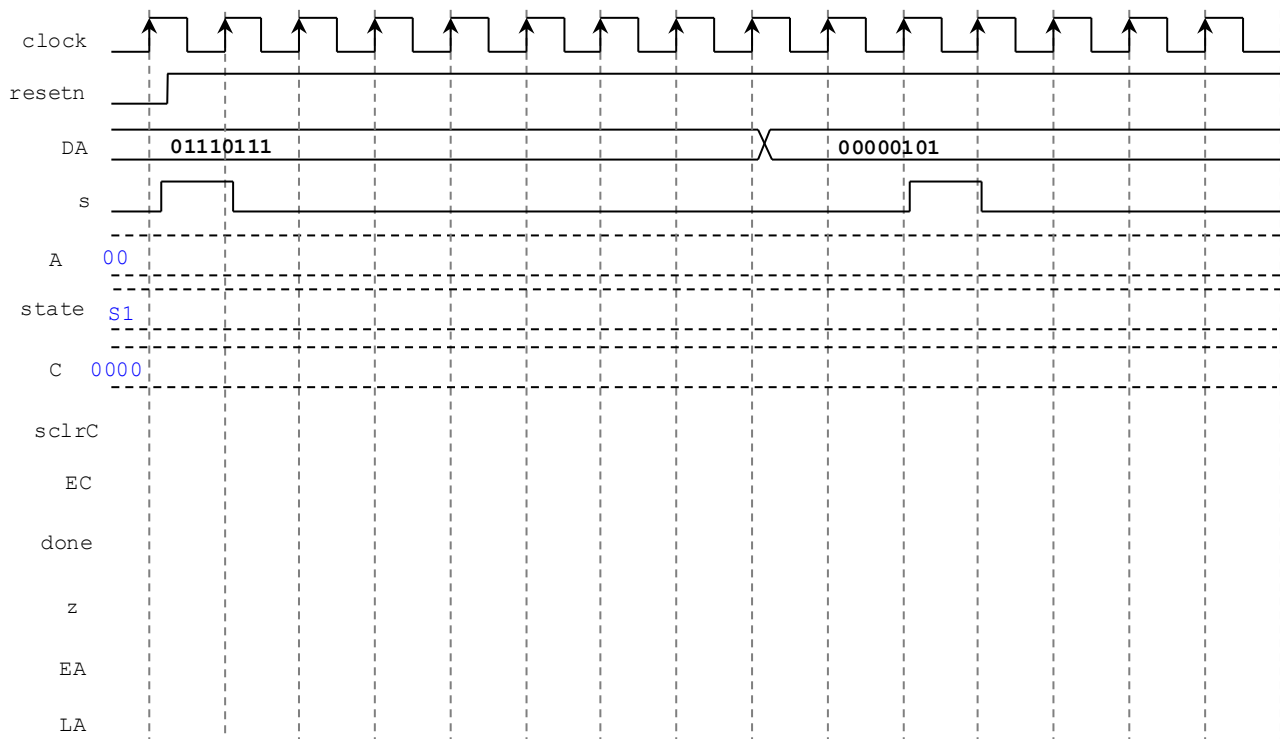 clock
resetn
DA 01110111 00000101
s
A 00
state S1
C 0000
sclrC
EC
done
z
EA
LA